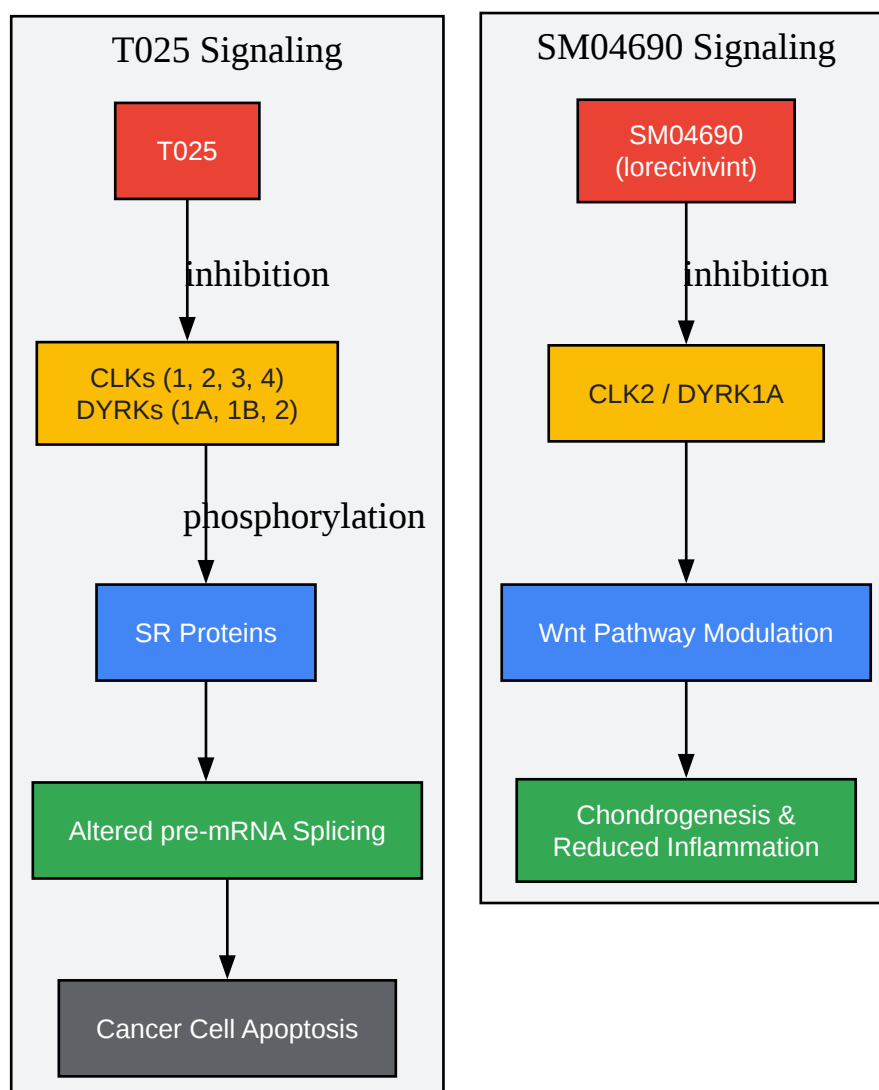 T025 Signaling
T025
inhibition
CLKs (1, 2, 3, 4)
DYRKs (1A, 1B, 2)
phosphorylation
SR Proteins
Altered pre-mRNA Splicing
Cancer Cell Apoptosis
SM04690 Signaling
SM04690
(lorecivivint)
inhibition
CLK2 / DYRK1A
Wnt Pathway Modulation
Chondrogenesis &
Reduced Inflammation